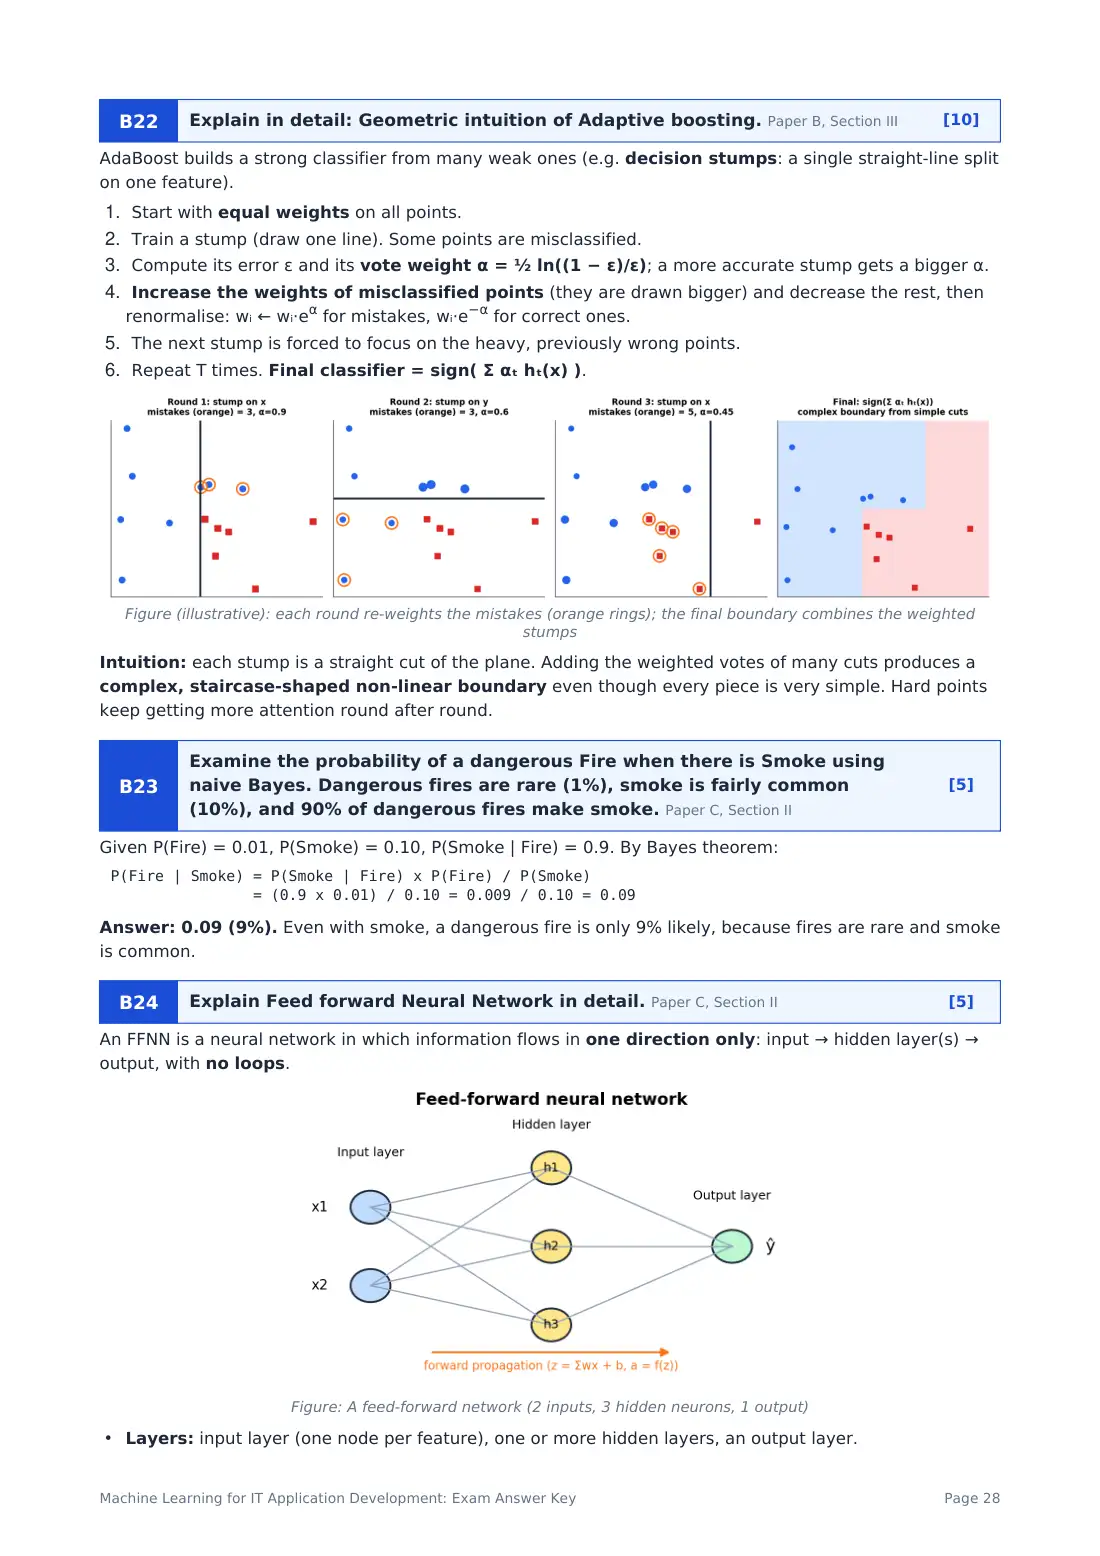 B22 Explain in detail: Geometric intuition of Adaptive boosting. Paper B, Section III [10]
AdaBoost builds a strong classifier from many weak ones (e.g. decision stumps: a single straight-line split
on one feature).
1. Start with equal weights on all points.
2. Train a stump (draw one line). Some points are misclassified.
3. Compute its error ε and its vote weight α = ½ ln((1 − ε)/ε); a more accurate stump gets a bigger α.
4. Increase the weights of misclassified points (they are drawn bigger) and decrease the rest, then
renormalise: wᵢ ← wᵢ·e^α for mistakes, wᵢ·e^−α for correct ones.
5. The next stump is forced to focus on the heavy, previously wrong points.
6. Repeat T times. Final classifier = sign( Σ αₜ hₜ(x) ).
Round 1: stump on x
mistakes (orange) = 3, α=0.9
Round 2: stump on y
mistakes (orange) = 3, α=0.6
Round 3: stump on x
mistakes (orange) = 5, α=0.45
Final: sign(Σ αₜ hₜ(x))
complex boundary from simple cuts
Figure (illustrative): each round re-weights the mistakes (orange rings); the final boundary combines the weighted
stumps
Intuition: each stump is a straight cut of the plane. Adding the weighted votes of many cuts produces a
complex, staircase-shaped non-linear boundary even though every piece is very simple. Hard points
keep getting more attention round after round.
B23 Examine the probability of a dangerous Fire when there is Smoke using
naive Bayes. Dangerous fires are rare (1%), smoke is fairly common [5]
(10%), and 90% of dangerous fires make smoke. Paper C, Section II
Given P(Fire) = 0.01, P(Smoke) = 0.10, P(Smoke | Fire) = 0.9. By Bayes theorem:
P(Fire | Smoke) = P(Smoke | Fire) x P(Fire) / P(Smoke)
= (0.9 x 0.01) / 0.10 = 0.009 / 0.10 = 0.09
Answer: 0.09 (9%). Even with smoke, a dangerous fire is only 9% likely, because fires are rare and smoke
is common.
B24 Explain Feed forward Neural Network in detail. Paper C, Section II [5]
An FFNN is a neural network in which information flows in one direction only: input → hidden layer(s) →
output, with no loops.
Feed-forward neural network
Hidden layer
Input layer
h1
Output layer
x1
h2
ŷ
x2
h3
forward propagation (z = Σwx + b, a = f(z))
Figure: A feed-forward network (2 inputs, 3 hidden neurons, 1 output)
• Layers: input layer (one node per feature), one or more hidden layers, an output layer.
Machine Learning for IT Application Development: Exam Answer Key Page 28